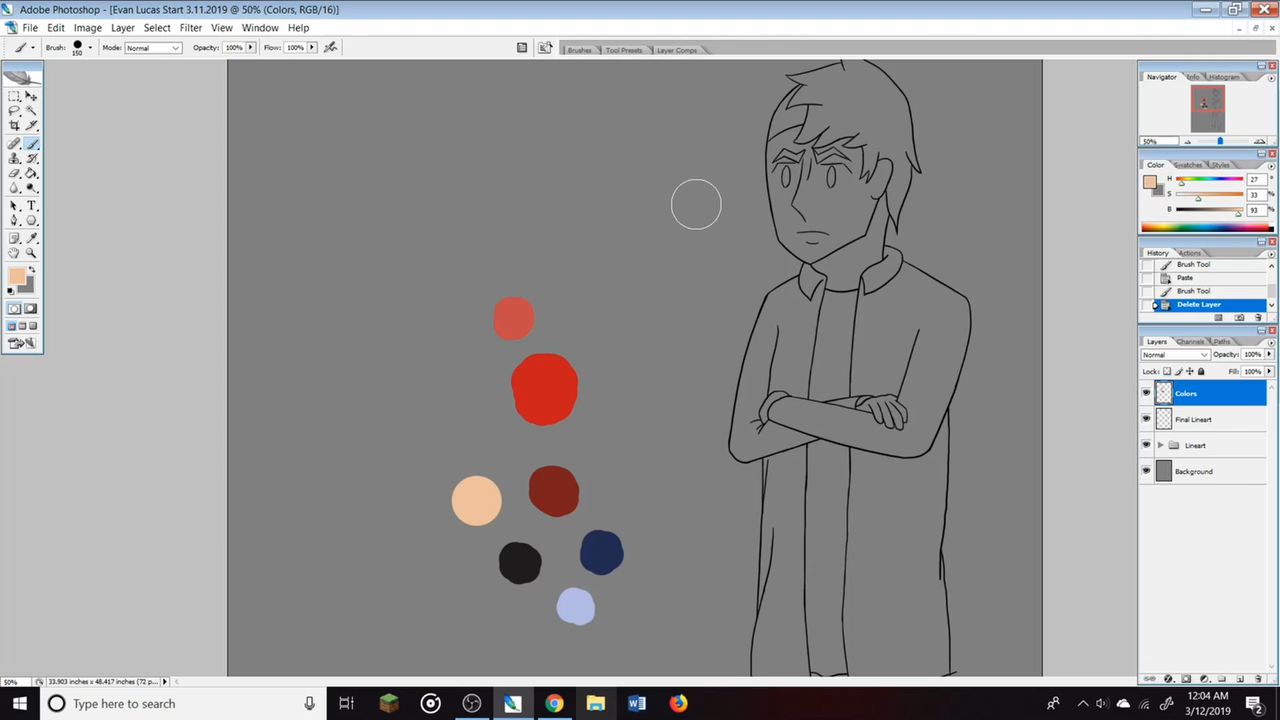 Adobe Photoshop - [Evan Lucas Start 3.11.2019 @ 50% (Colors, RGB/16)]
File Edit Image Layer Select Filter View Window Help
Brush: 150 Mode: Normal Opacity: 100% Flow: 100% Brushes Tool Presets Layer Comps
Navigator Info Histogram
50%
Color Swatches Styles
H 27 °
S 33 %
B 93 %
History Actions
Brush Tool
Paste
Brush Tool
Delete Layer
Layers Channels Paths
Normal Opacity: 100%
Lock: Fill: 100%
Colors
Final Lineart
Lineart
Background
50% 33.903 inches x 48.417 inches (72 p...
Type here to search
12:04 AM
3/12/2019
2